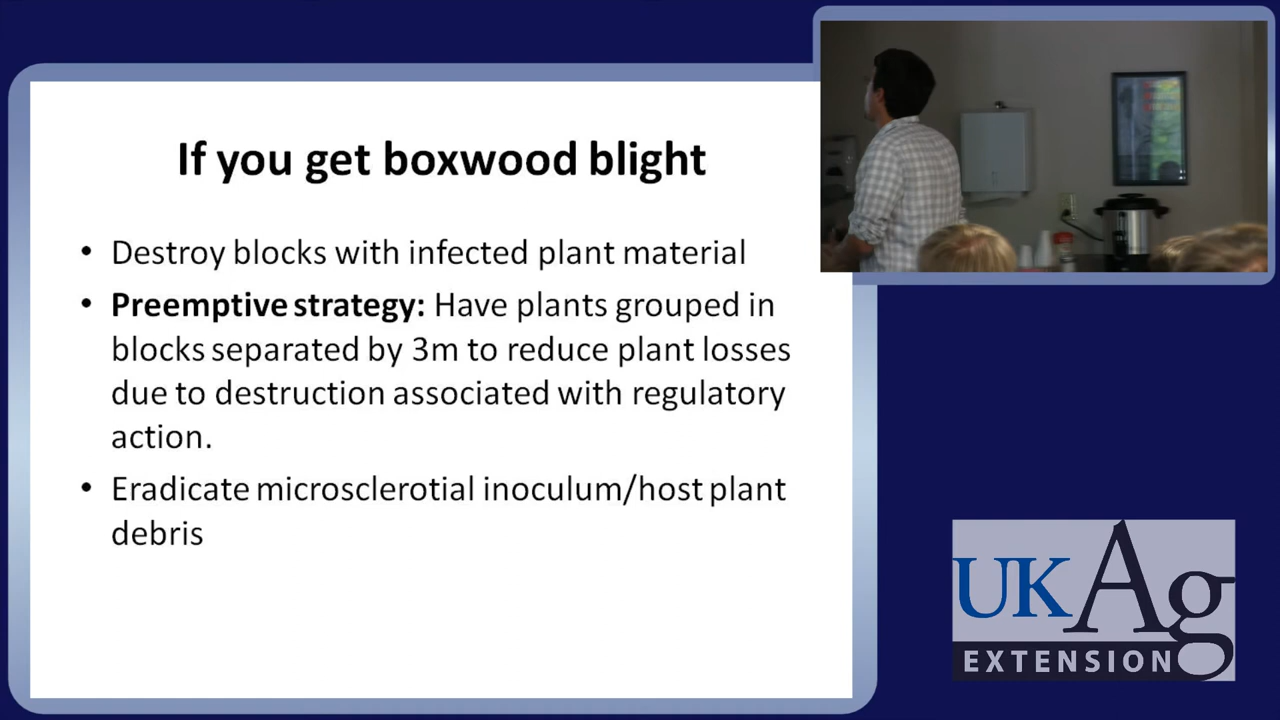 If you get boxwood blight
• Destroy blocks with infected plant material
• Preemptive strategy: Have plants grouped in
blocks separated by 3m to reduce plant losses
due to destruction associated with regulatory
action.
• Eradicate microsclerotial inoculum/host plant
debris
UKAg
EXTENSION